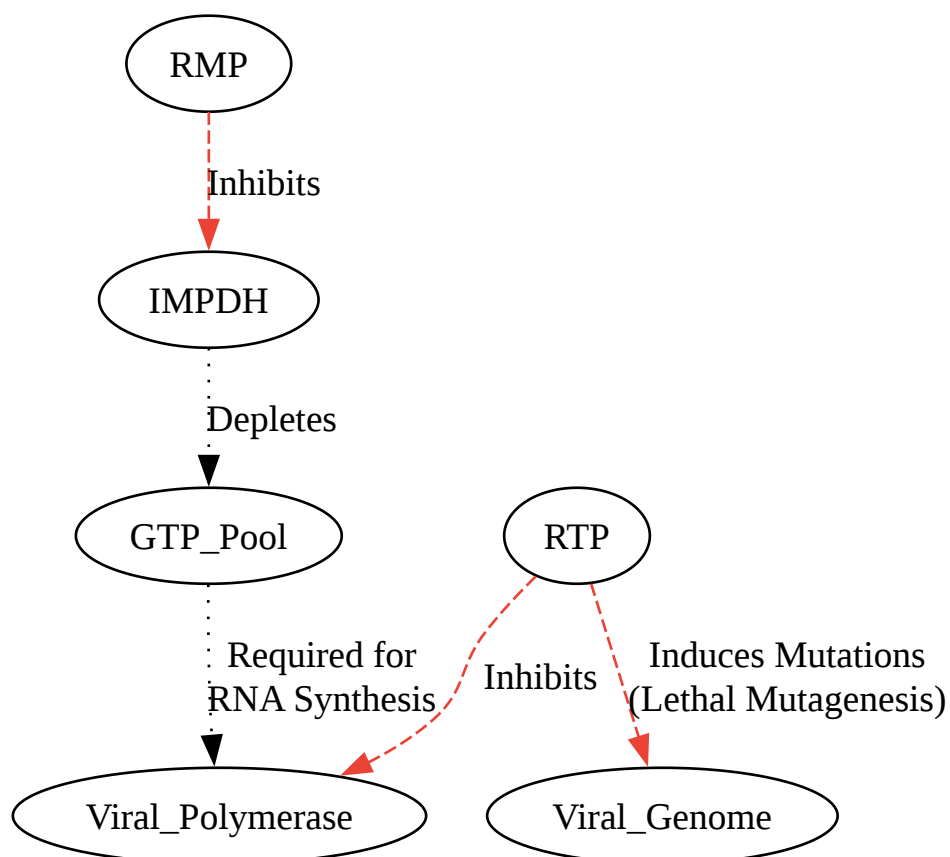 RMP
Inhibits
IMPDH
Depletes
GTP_Pool
RTP
Required for
RNA Synthesis
Inhibits
Induces Mutations
(Lethal Mutagenesis)
Viral_Polymerase
Viral_Genome